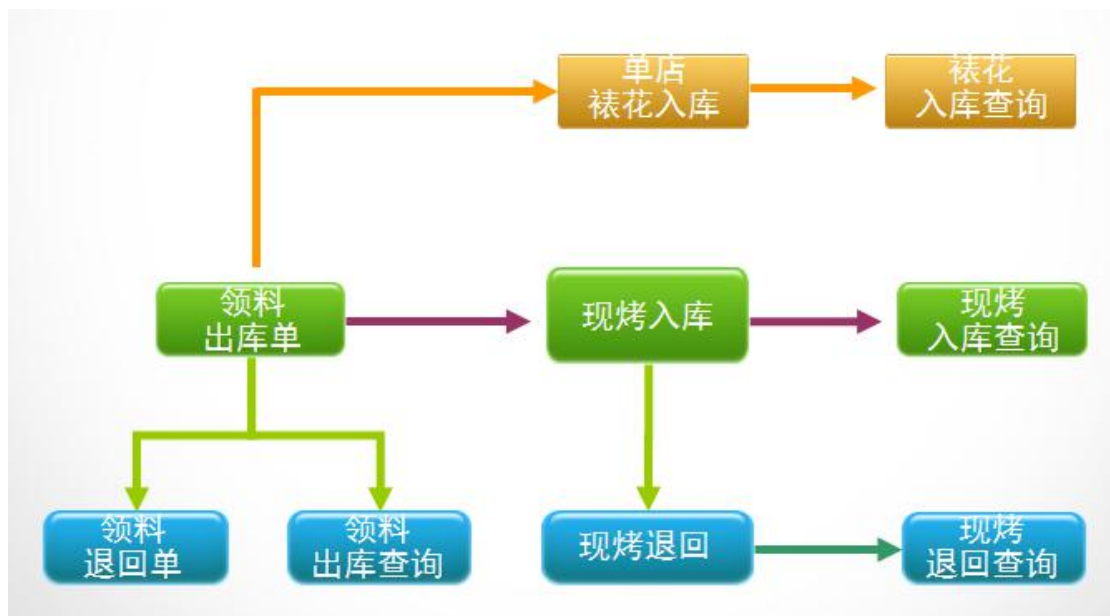 单店
裱花入库
裱花
入库查询
领料
出库单
现烤入库
现烤
入库查询
领料
退回单
领料
出库查询
现烤退回
现烤
退回查询